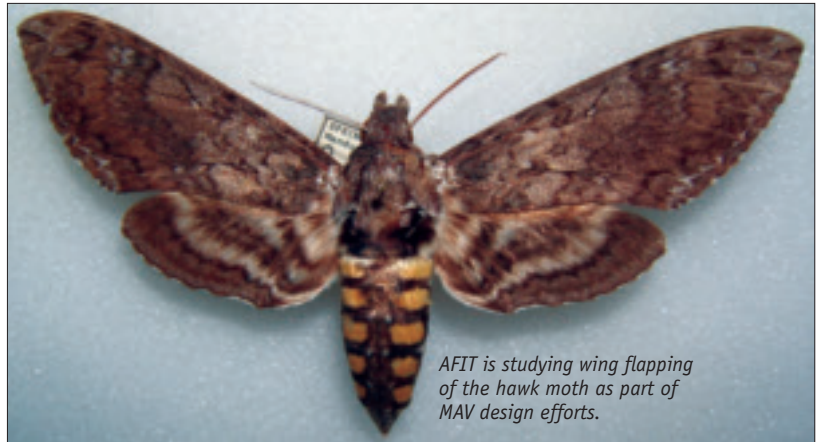 AFIT is studying wing flapping
of the hawk moth as part of
MAV design efforts.